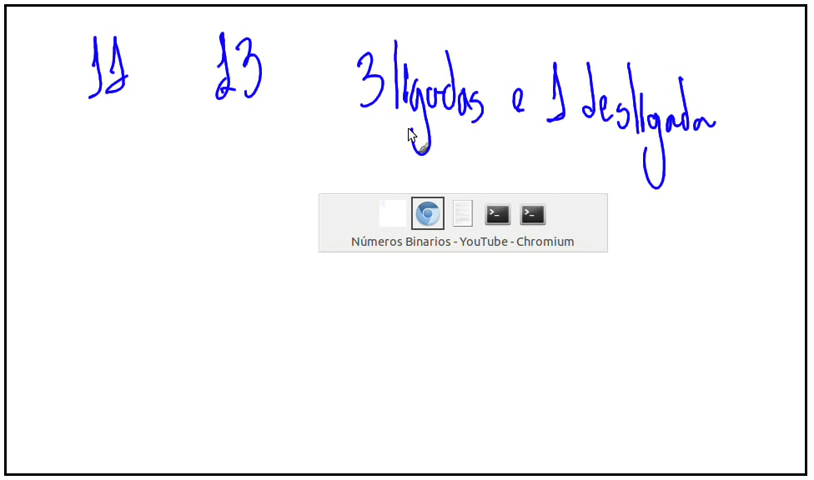 11 13 3 ligadas e 1 desligada
Números Binarios - YouTube - Chromium